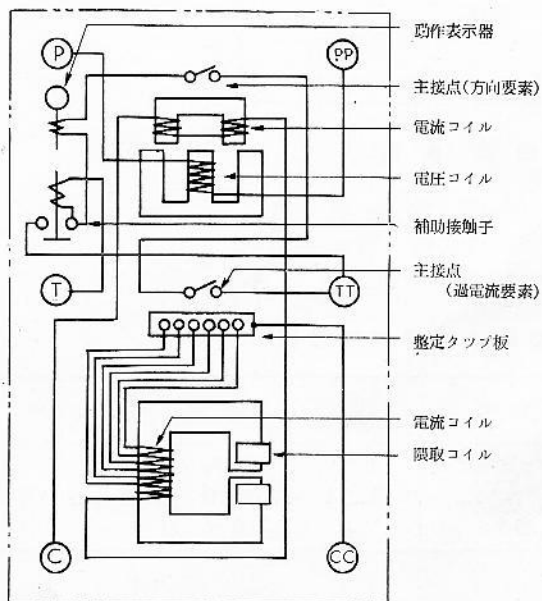 P
PP
動作表示器
主接点(方向要素)
電流コイル
電圧コイル
補助接触子
主接点
(過電流要素)
T
TT
整定タップ板
電流コイル
隈取コイル
C
CC